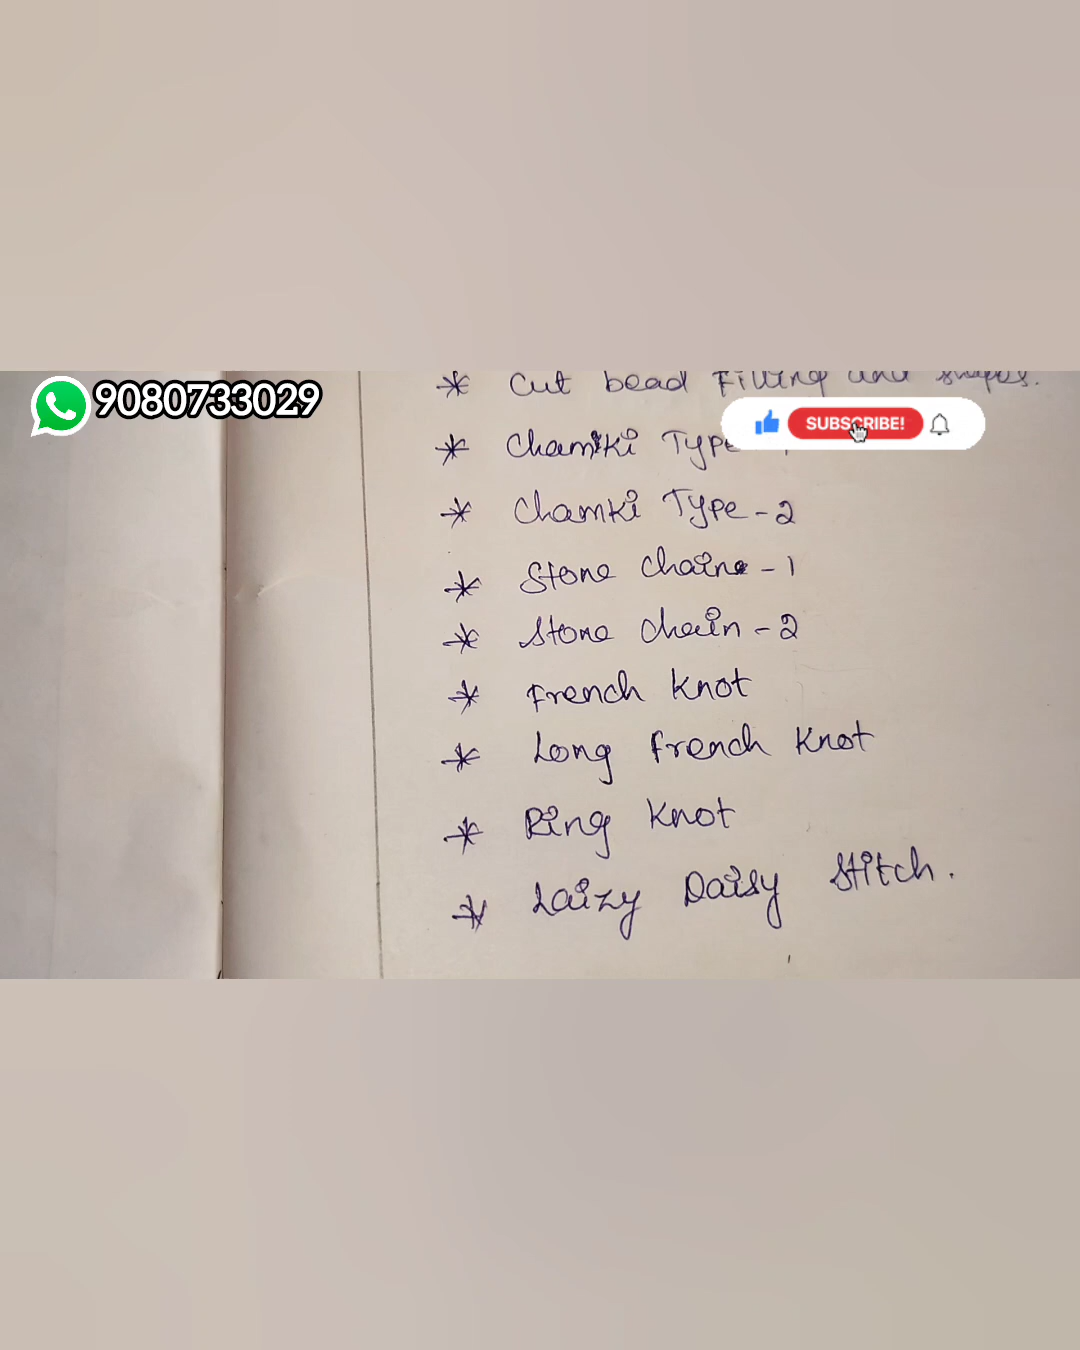 9080733029
* Cut bead Filling and shapes.
SUBSCRIBE!
* Chamki Type
* Chamki Type - 2
* Stone chaine - 1
* Stone chain - 2
* French Knot
* Long French Knot
* Ring Knot
* Laizy Daisy Stitch.